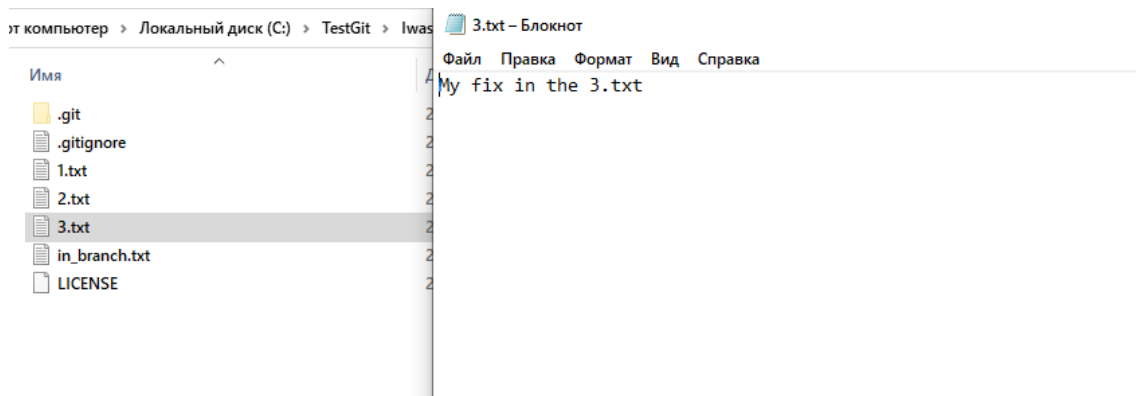 от компьютер > Локальный диск (C:) > TestGit > Iwas
Имя
.git
.gitignore
1.txt
2.txt
3.txt
in_branch.txt
LICENSE
3.txt – Блокнот
Файл Правка Формат Вид Справка
My fix in the 3.txt